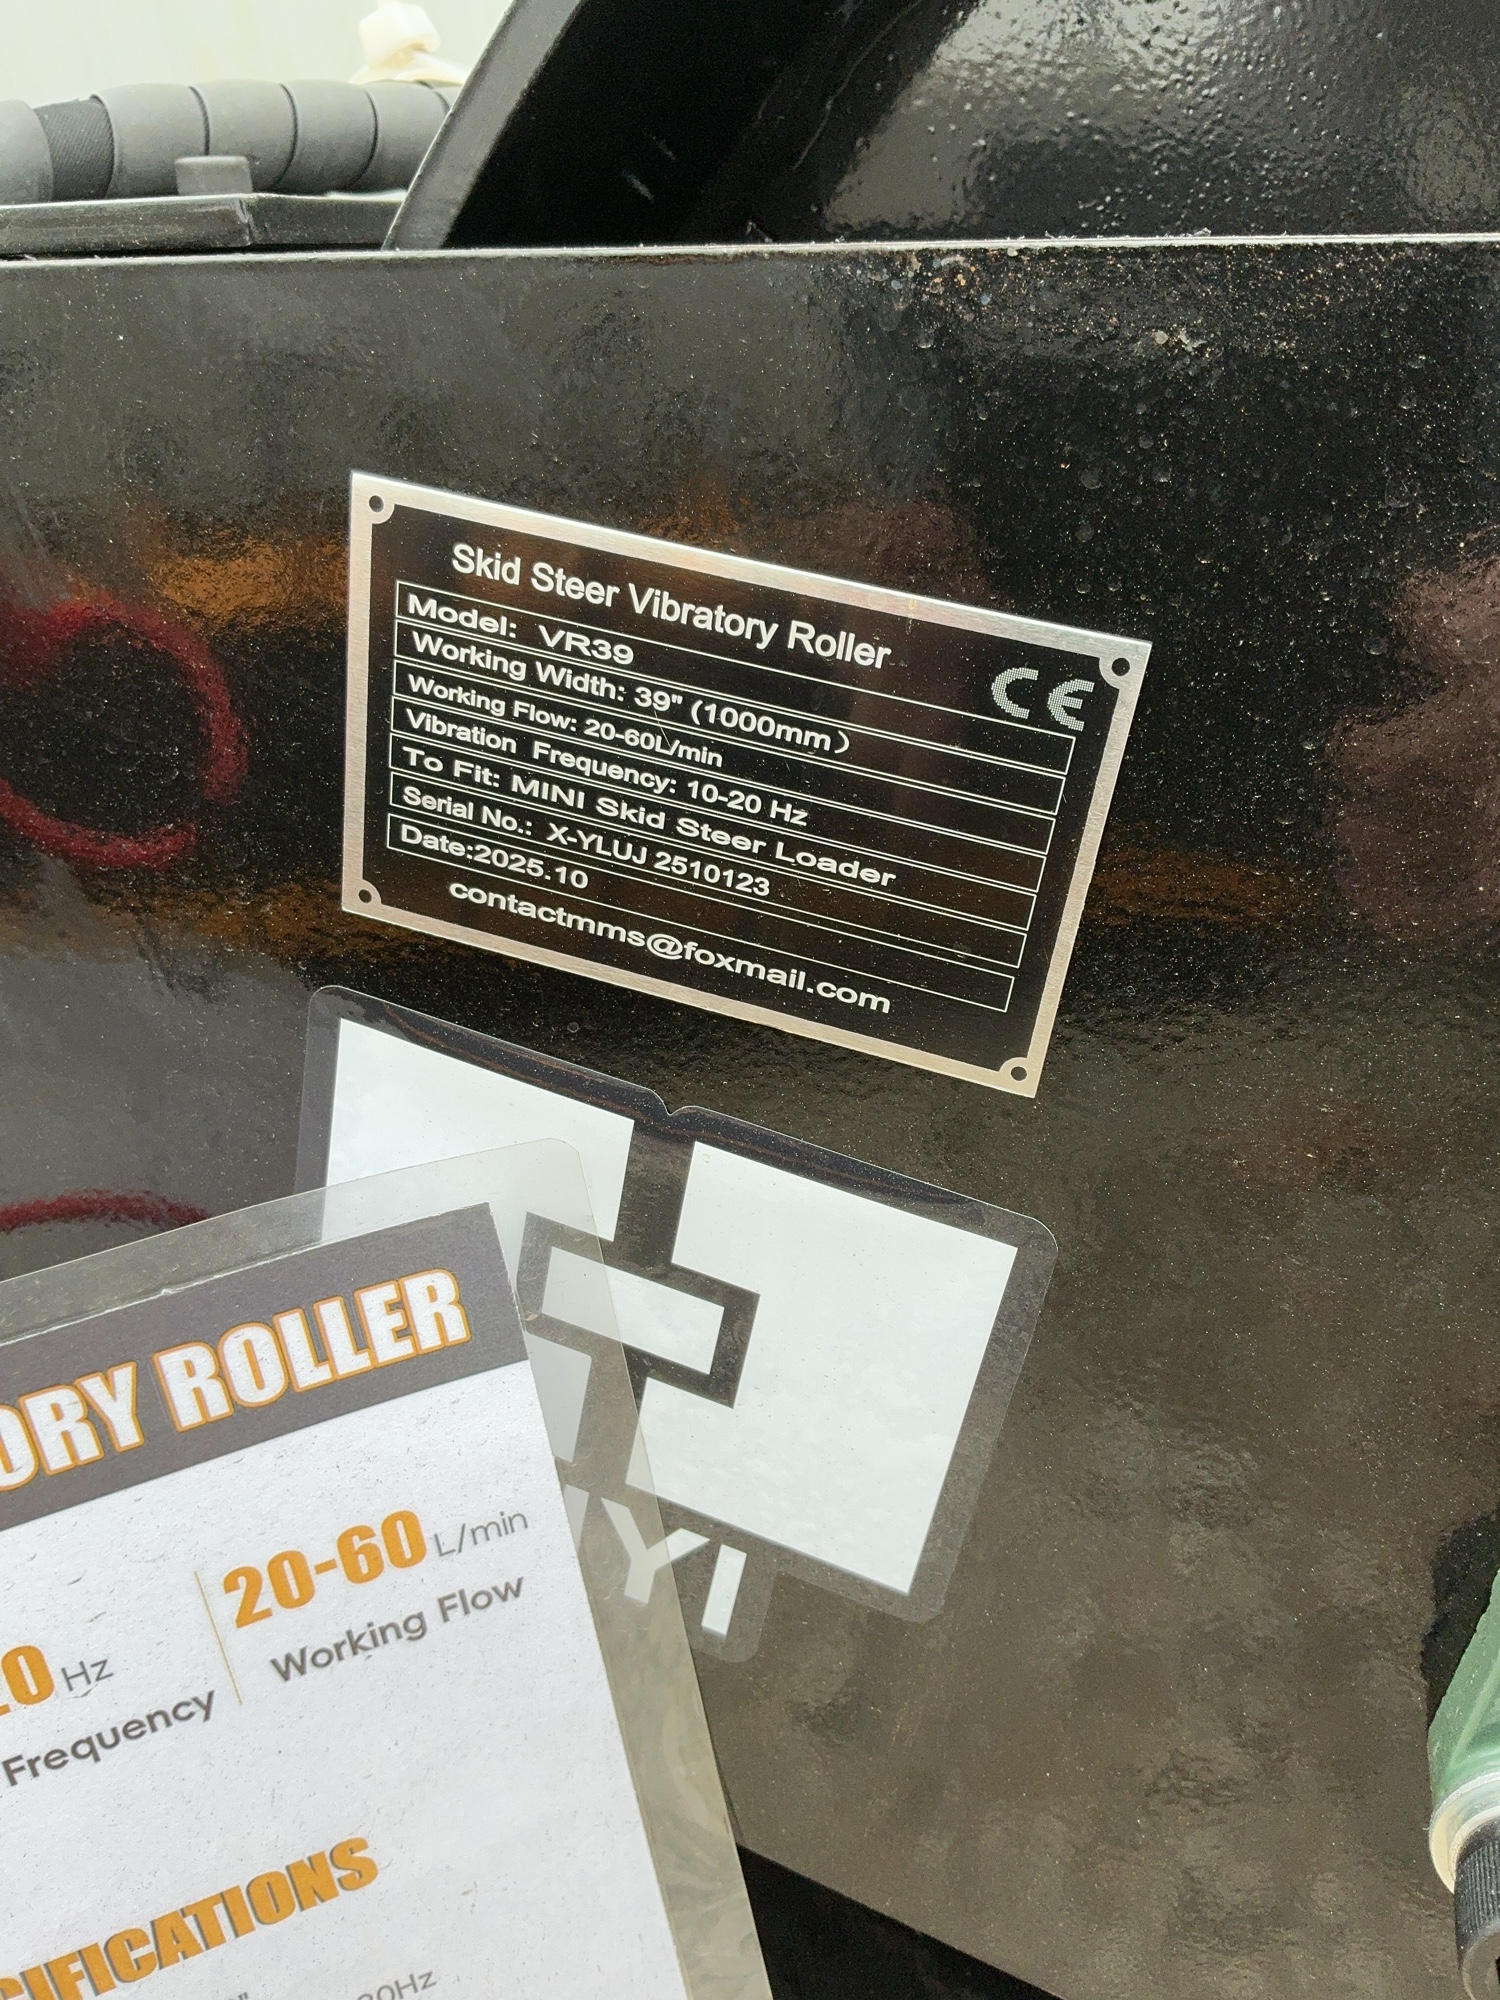 Skid Steer Vibratory Roller
CE
Model: VR39
Working Width: 39" (1000mm)
Working Flow: 20-60L/min
Vibration Frequency: 10-20 Hz
To Fit: MINI Skid Steer Loader
Serial No.: X-YLUJ 2510123
Date:2025.10
contactmms@foxmail.com
ROLLER
20-60 L/min
Working Flow
Hz
Frequency